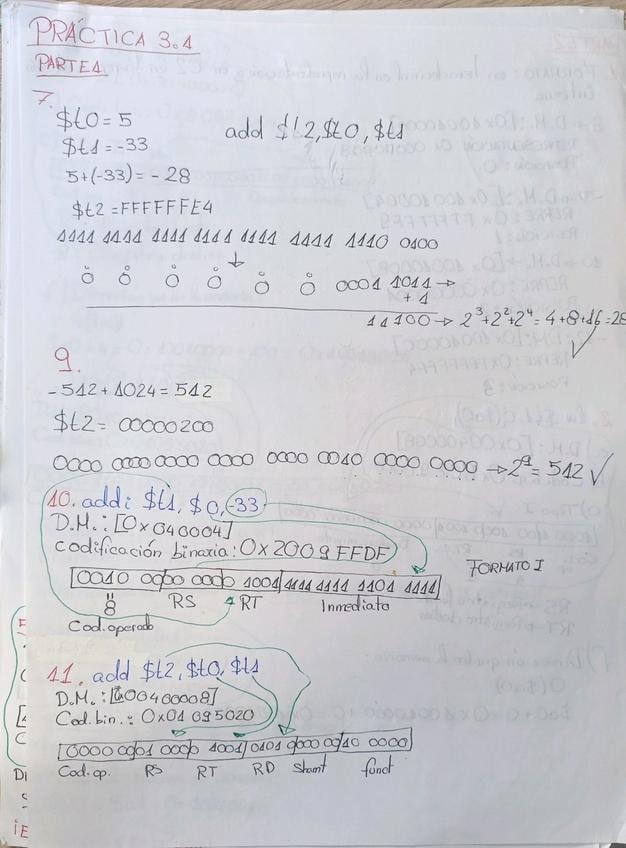 PRÁCTICA 3.1
PARTE1
7.
$t0 = 5
add $t2, $t0, $t1
$t1 = -33
5+(-33) = -28
$t2 = FFFFFFE4
1111 1111 1111 1111 1111 1111 1110 0100
↓
0 0 0 0 0 0 0001 1011 →
+ 1
11100 → 2³+2²+2⁴ = 4+8+16 = 28 ✓
9.
-512 + 1024 = 512
$t2 = 00000200
0000 0000 0000 0000 0000 0010 0000 0000 → 2⁹ = 512 ✓
10. addi $t1, $0, -33
D.M.: [0x040004]
Codificación binaria: 0x2009FFDF
FORMATO I
0010 0000 0000 1001 1111 1111 1101 1111
8 RS RT Inmediato
Cod. operado
11. add $t2, $t0, $t1
D.M.: [0x00400008]
Cod. bin.: 0x01095020
0000 0001 0000 1001 0101 0000 0010 0000
Cod. op. RS RT RD shamt funct